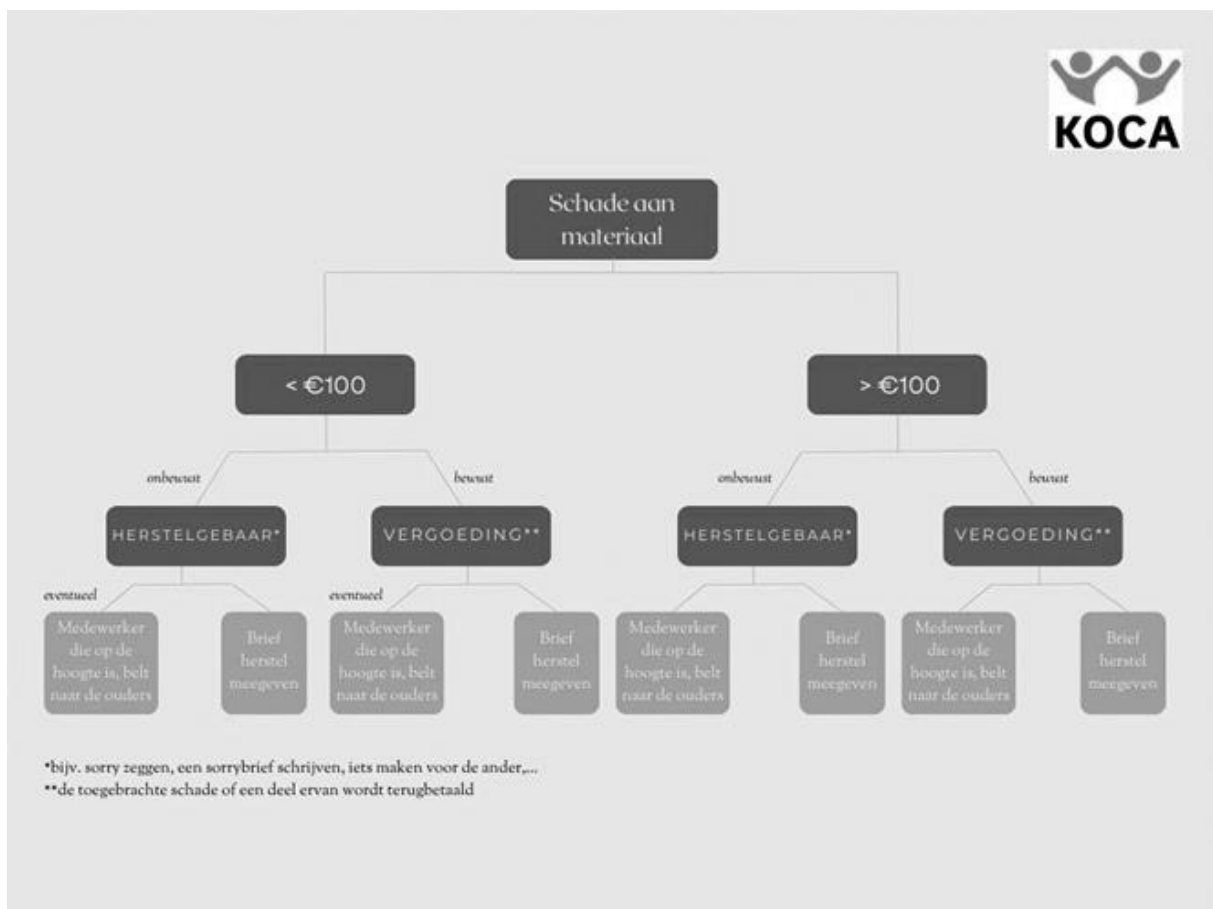 KOCA
Schade aan
materiaal
< €100
> €100
onbewust
bewust
onbewust
bewust
HERSTELGEBAAR*
VERGOEDING**
HERSTELGEBAAR*
VERGOEDING**
eventueel
eventueel
Medewerker
die op de
hoogte is, belt
naar de ouders
Brief
herstel
meegeven
Medewerker
die op de
hoogte is, belt
naar de ouders
Brief
herstel
meegeven
Medewerker
die op de
hoogte is, belt
naar de ouders
Brief
herstel
meegeven
Medewerker
die op de
hoogte is, belt
naar de ouders
Brief
herstel
meegeven
*bijv. sorry zeggen, een sorrybrief schrijven, iets maken voor de ander,...
**de toegebrachte schade of een deel ervan wordt terugbetaald